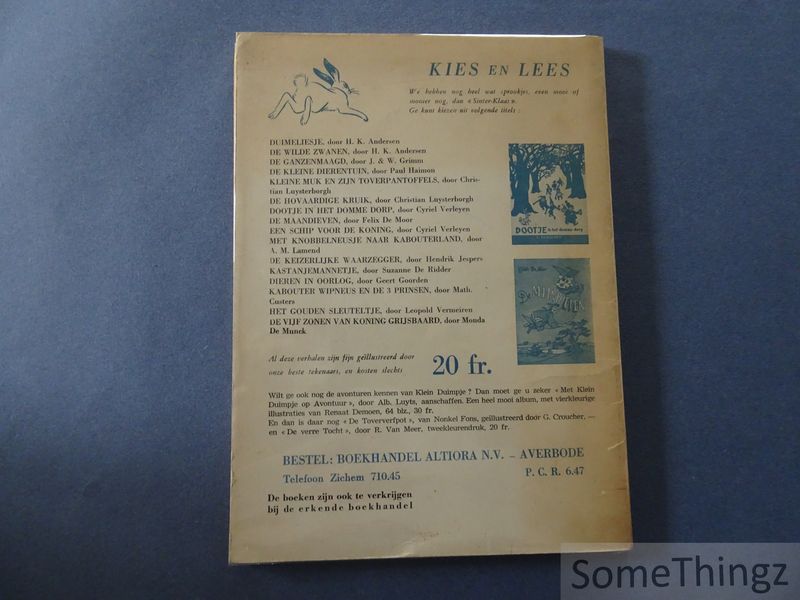 KIES EN LEES
We hebben nog heel wat sprookjes, even mooi of
mooier nog, dan « Sinter-Klaas ».
Ge kunt kiezen uit volgende titels :
DUIMELIESJE, door H. K. Andersen
DE WILDE ZWANEN, door H. K. Andersen
DE GANZENMAAGD, door J. & W. Grimm
DE KLEINE DIERENTUIN, door Paul Haimon
KLEINE MUK EN ZIJN TOVERPANTOFFELS, door Chris-
tian Luysterborgh
DE HOVAARDIGE KRUIK, door Christian Luysterborgh
DOOTJE IN HET DOMME DORP, door Cyriel Verleyen
DE MAANDIEVEN, door Felix De Moor
EEN SCHIP VOOR DE KONING, door Cyriel Verleyen
MET KNOBBELNEUSJE NAAR KABOUTERLAND, door
A. M. Lamend
DE KEIZERLIJKE WAARZEGGER, door Hendrik Jespers
KASTANJEMANNETJE, door Suzanne De Ridder
DIEREN IN OORLOG, door Geert Goorden
KABOUTER WIPNEUS EN DE 3 PRINSEN, door Math.
Custers
HET GOUDEN SLEUTELTJE, door Leopold Vermeiren
DE VIJF ZONEN VAN KONING GRIJSBAARD, door Monda
De Munck
DOOTJE in het domme dorp
Felix De Moor
De MAANDIEVEN
Al deze verhalen zijn fijn geïllustreerd door
onze beste tekenaars, en kosten slechts
20 fr.
Wilt ge ook nog de avonturen kennen van Klein Duimpje ? Dan moet ge u zeker « Met Klein
Duimpje op Avontuur », door Alb. Luyts, aanschaffen. Een heel mooi album, met vierkleurige
illustraties van Renaat Demoen, 64 blz., 30 fr.
En dan is daar nog « De Toververfpot », van Nonkel Fons, geïllustreerd door G. Croucher, —
en « De verre Tocht », door R. Van Meer, tweekleurendruk, 20 fr.
BESTEL: BOEKHANDEL ALTIORA N.V. – AVERBODE
Telefoon Zichem 710.45
P. C. R. 6.47
De boeken zijn ook te verkrijgen
bij de erkende boekhandel
SomeThingz